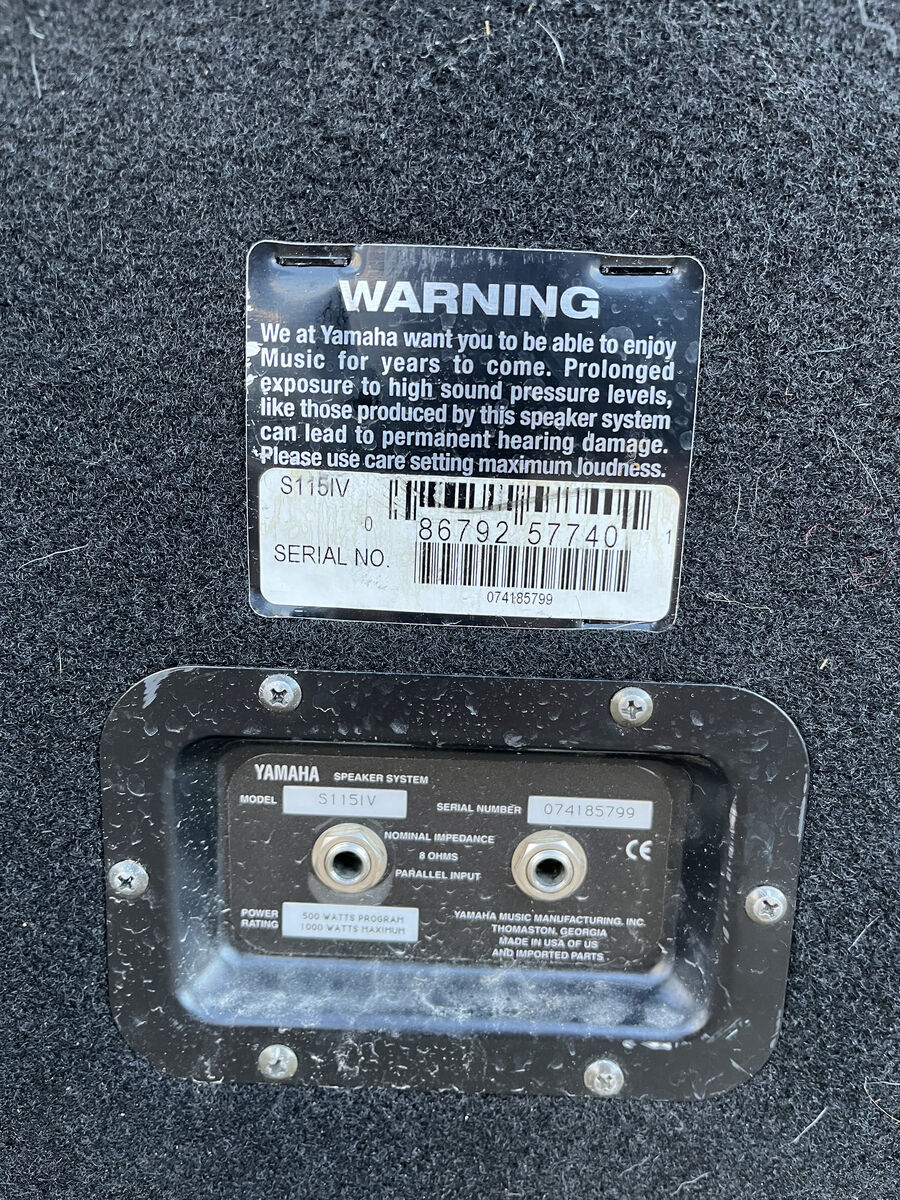 WARNING
We at Yamaha want you to be able to enjoy
Music for years to come. Prolonged
exposure to high sound pressure levels,
like those produced by this speaker system
can lead to permanent hearing damage.
Please use care setting maximum loudness.
S115IV
0 86792 57740 1
SERIAL NO.
074185799
YAMAHA SPEAKER SYSTEM
MODEL S115IV SERIAL NUMBER 074185799
NOMINAL IMPEDANCE
8 OHMS
PARALLEL INPUT
CE
POWER RATING
500 WATTS PROGRAM
1000 WATTS MAXIMUM
YAMAHA MUSIC MANUFACTURING, INC.
THOMASTON, GEORGIA
MADE IN USA OF US
AND IMPORTED PARTS